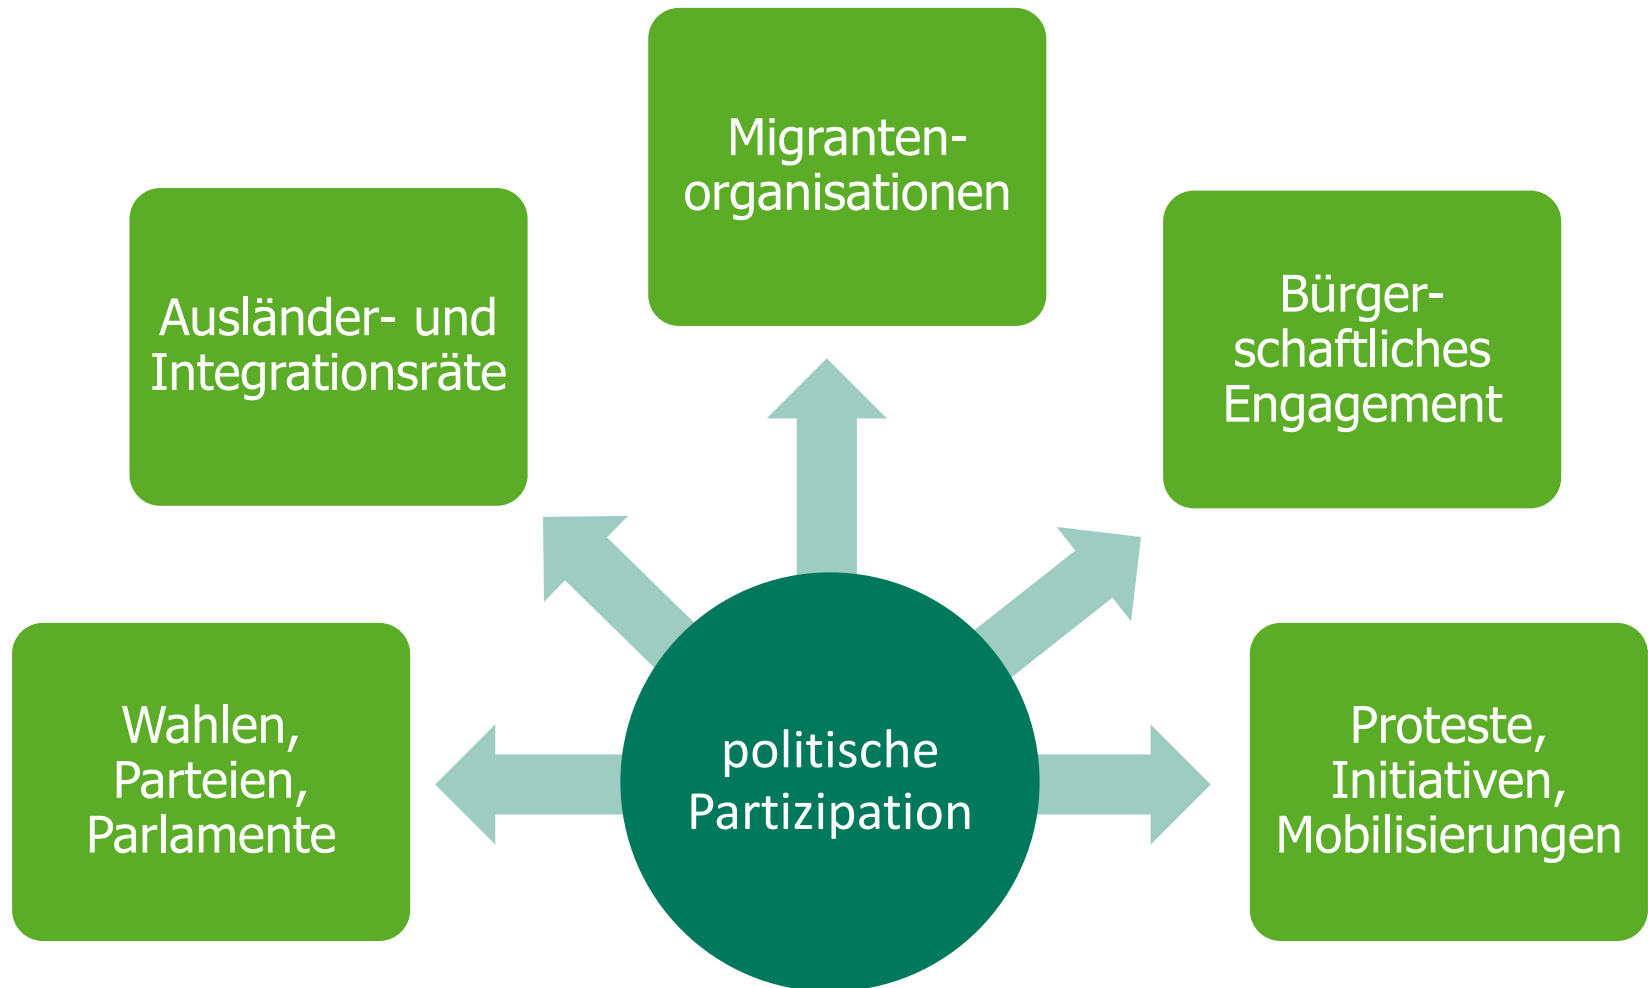 Migranten-
organisationen
Ausländer- und
Integrationsräte
Bürger-
schaftliches
Engagement
Wahlen,
Parteien,
Parlamente
politische
Partizipation
Proteste,
Initiativen,
Mobilisierungen